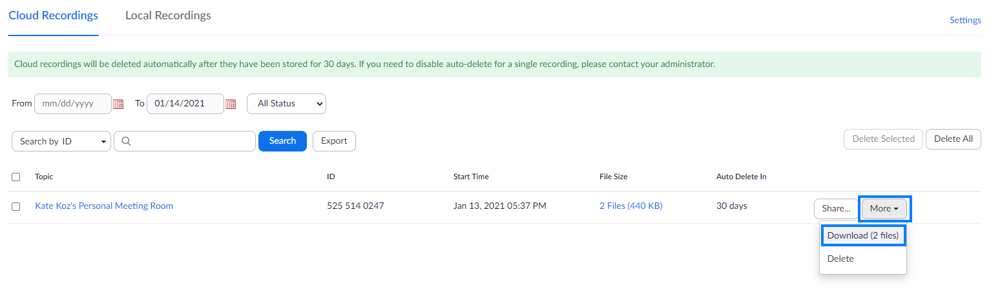 Cloud Recordings Local Recordings
Settings
Cloud recordings will be deleted automatically after they have been stored for 30 days. If you need to disable auto-delete for a single recording, please contact your administrator.
From mm/dd/yyyy To 01/14/2021 All Status
Search by ID Search Export Delete Selected Delete All
Topic ID Start Time File Size Auto Delete In
Kate Koz's Personal Meeting Room 525 514 0247 Jan 13, 2021 05:37 PM 2 Files (440 KB) 30 days Share... More
Download (2 files)
Delete